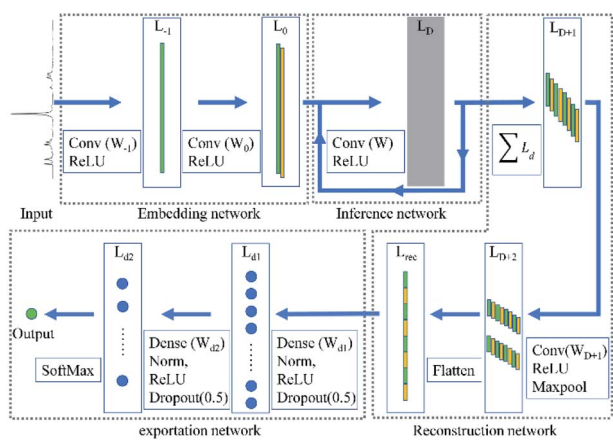 L-1
L0
LD
LD+1
Conv (W-1)
ReLU
Conv (W0)
ReLU
Conv (W)
ReLU
∑ Ld
Input
Embedding network
Inference network
Ld2
Ld1
Lrec
LD+2
Output
SoftMax
Dense (Wd2)
Norm,
ReLU
Dropout(0.5)
Dense (Wd1)
Norm,
ReLU
Dropout(0.5)
Flatten
Conv(WD+1)
ReLU
Maxpool
exportation network
Reconstruction network